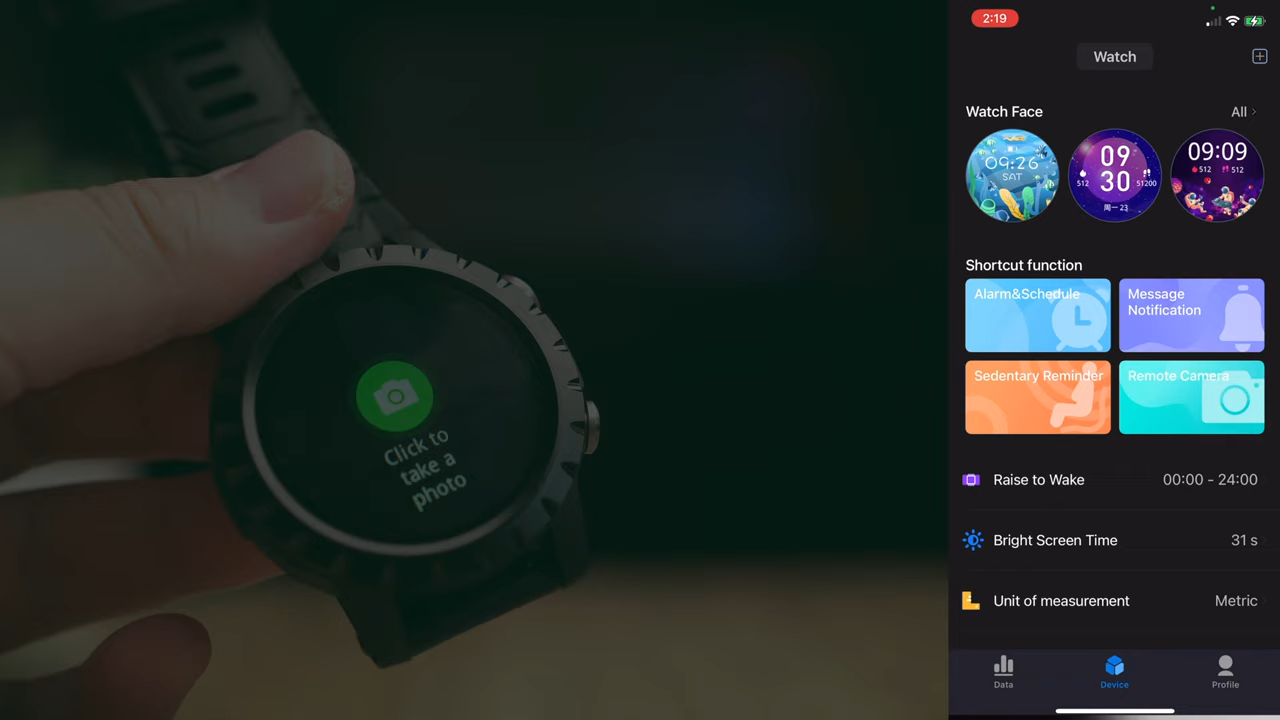 Click to
take a
photo
2:19
Watch
Watch Face
All
09:26
SAT
09
30
512
51200
周一 23
09:09
512
512
Shortcut function
Alarm&Schedule
Message
Notification
Sedentary Reminder
Remote Camera
Raise to Wake
00:00 - 24:00
Bright Screen Time
31 s
Unit of measurement
Metric
Data
Device
Profile